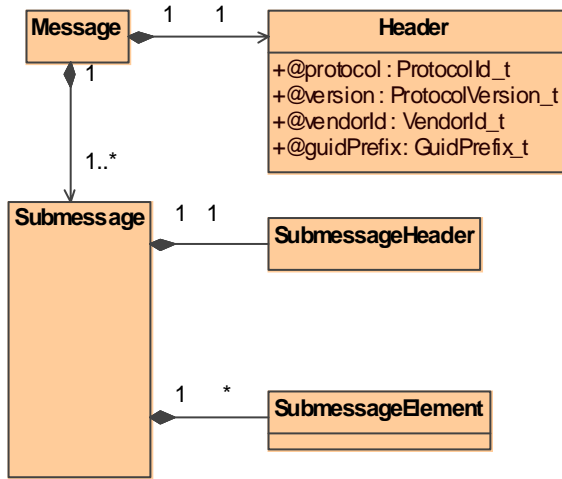 Message
1 1
Header
+@protocol : ProtocolId_t
+@version : ProtocolVersion_t
+@vendorId : VendorId_t
+@guidPrefix: GuidPrefix_t
1
1..*
Submessage
1 1
SubmessageHeader
1 *
SubmessageElement